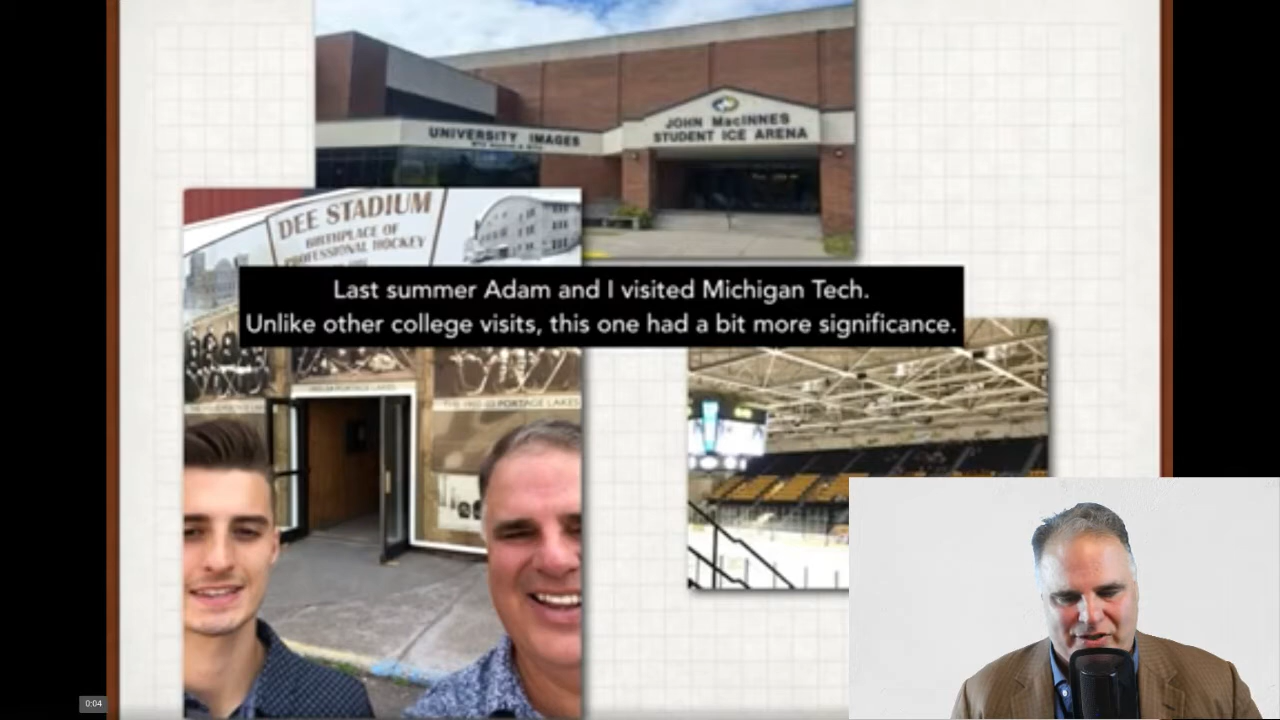 JOHN MacINNES
STUDENT ICE ARENA
UNIVERSITY IMAGES
DEE STADIUM
BIRTHPLACE OF
PROFESSIONAL HOCKEY
Last summer Adam and I visited Michigan Tech.
Unlike other college visits, this one had a bit more significance.
PORTAGE LAKES
0:04